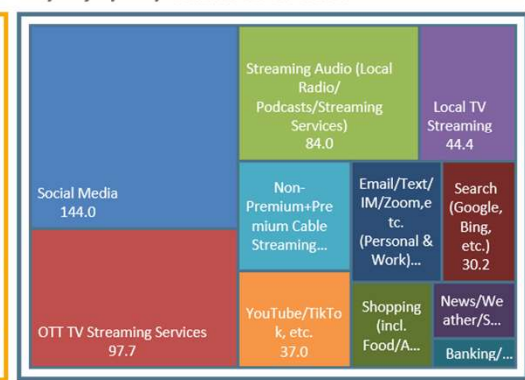 Social Media
144.0
OTT TV Streaming Services
97.7
Streaming Audio (Local
Radio/
Podcasts/Streaming
Services)
84.0
Local TV
Streaming
44.4
Non-
Premium+Pre
mium Cable
Streaming...
YouTube/TikTo
k, etc.
37.0
Email/Text/
IM/Zoom,e
tc.
(Personal &
Work)...
Search
(Google,
Bing,
etc.)
30.2
Shopping
(incl.
Food/A...
News/We
ather/S...
Banking/...